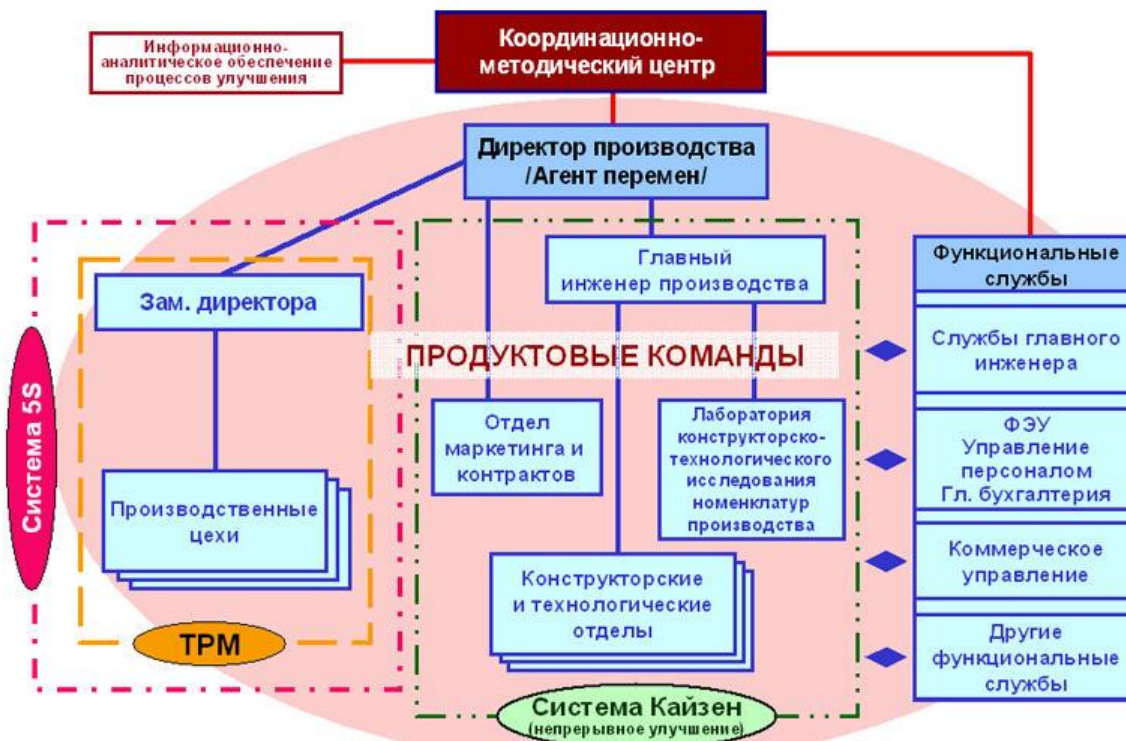 Информационно-
аналитическое обеспечение
процессов улучшения
Координационно-
методический центр
Директор производства
/Агент перемен/
Зам. директора
Производственные
цехи
Система 5S
TPM
Главный
инженер производства
ПРОДУКТОВЫЕ КОМАНДЫ
Отдел
маркетинга и
контрактов
Лаборатория
конструкторско-
технологического
исследования
номенклатур
производства
Конструкторские
и технологические
отделы
Система Кайзен
(непрерывное улучшение)
Функциональные
службы
Службы главного
инженера
ФЭУ
Управление
персоналом
Гл. бухгалтерия
Коммерческое
управление
Другие
функциональные
службы